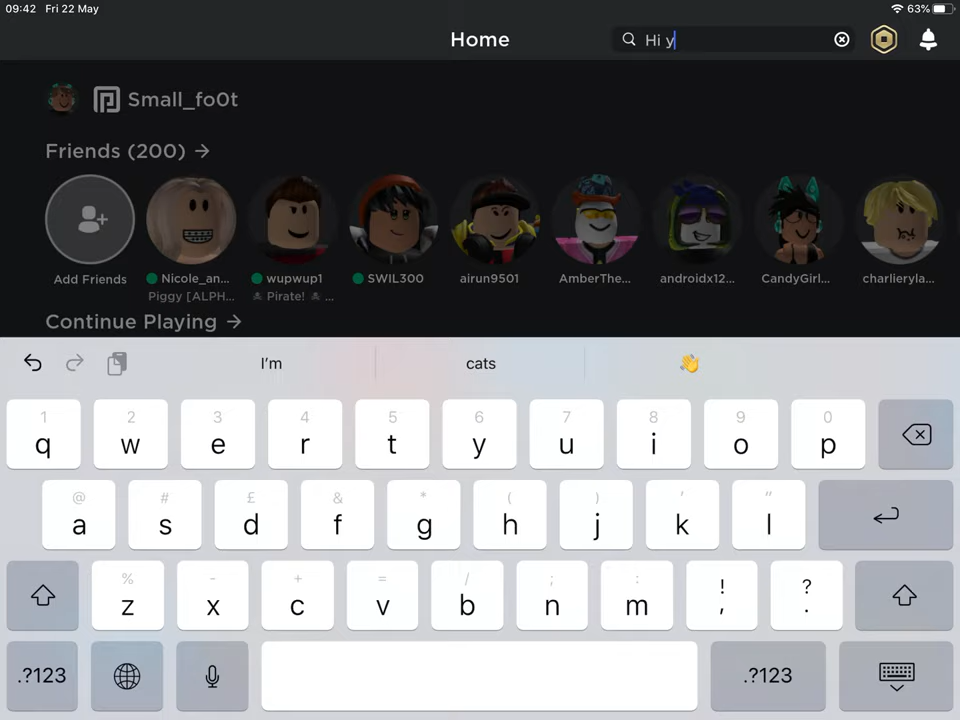 09:42 Fri 22 May 63%
Home
Hi y
Small_fo0t
Friends (200) →
Add Friends
Nicole_an... wupwup1 SWIL300 airun9501 AmberThe... androidx12... CandyGirl... charlieryla...
Piggy [ALPH... ☠ Pirate! ☠ ...
Continue Playing →
I'm cats 👋
1 2 3 4 5 6 7 8 9 0
q w e r t y u i o p
@ # £ & * ( ) ' "
a s d f g h j k l
% - + = / ; : ! ?
z x c v b n m , .
.?123 .?123